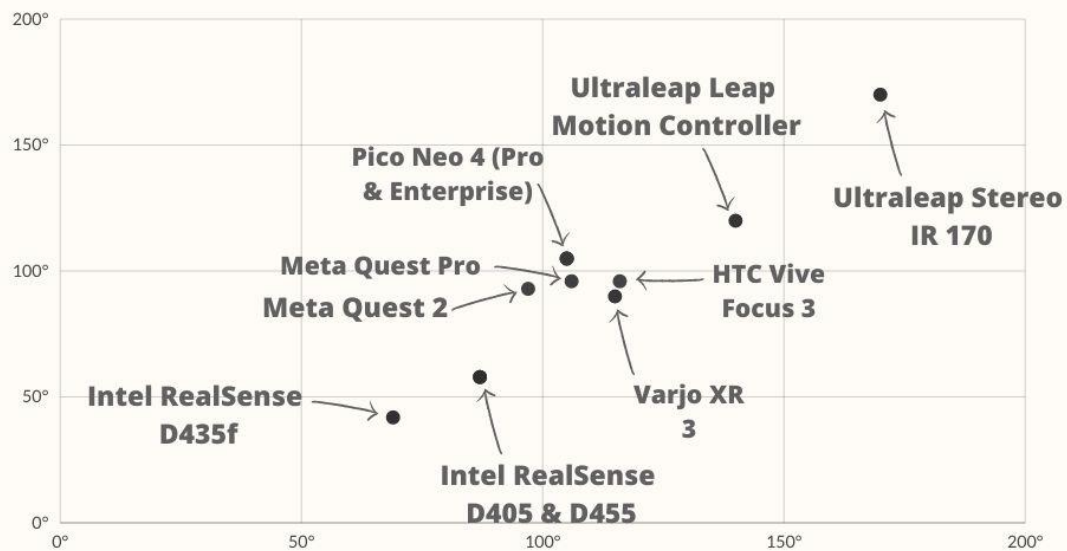 200°
Ultraleap Leap
Motion Controller
150°
Pico Neo 4 (Pro
& Enterprise)
Ultraleap Stereo
IR 170
Meta Quest Pro
100°
HTC Vive
Focus 3
Meta Quest 2
Intel RealSense
D435f
50°
Varjo XR
3
Intel RealSense
D405 & D455
0°
0°
50°
100°
150°
200°